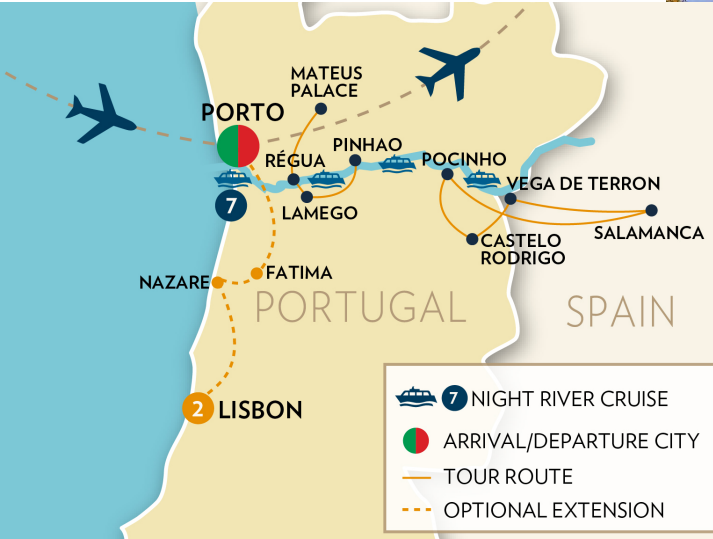 MATEUS
PALACE
PORTO
PINHAO
RÉGUA
POCINHO
VEGA DE TERRON
7
LAMEGO
SALAMANCA
CASTELO
RODRIGO
FATIMA
NAZARE
PORTUGAL
SPAIN
2 LISBON
7 NIGHT RIVER CRUISE
ARRIVAL/DEPARTURE CITY
TOUR ROUTE
OPTIONAL EXTENSION